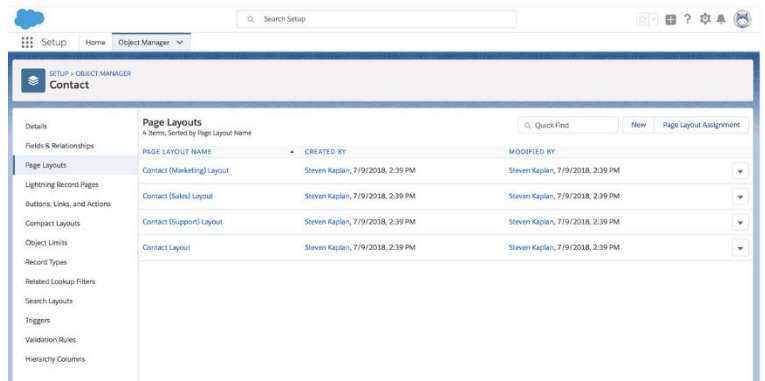 Search Setup
Setup Home Object Manager
SETUP > OBJECT MANAGER
Contact
Details
Fields & Relationships
Page Layouts
Lightning Record Pages
Buttons, Links, and Actions
Compact Layouts
Object Limits
Record Types
Related Lookup Filters
Search Layouts
Triggers
Validation Rules
Hierarchy Columns
Page Layouts
4 Items, Sorted by Page Layout Name
Quick Find
New Page Layout Assignment
PAGE LAYOUT NAME CREATED BY MODIFIED BY
Contact (Marketing) Layout Steven Kaplan, 7/9/2018, 2:39 PM Steven Kaplan, 7/9/2018, 2:39 PM
Contact (Sales) Layout Steven Kaplan, 7/9/2018, 2:39 PM Steven Kaplan, 7/9/2018, 2:39 PM
Contact (Support) Layout Steven Kaplan, 7/9/2018, 2:39 PM Steven Kaplan, 7/9/2018, 2:39 PM
Contact Layout Steven Kaplan, 7/9/2018, 2:39 PM Steven Kaplan, 7/9/2018, 2:39 PM